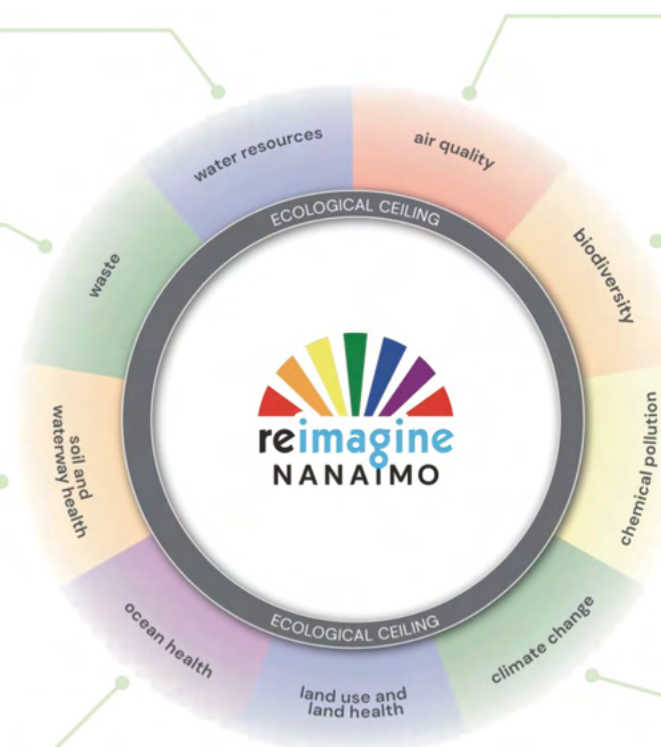 water resources
air quality
ECOLOGICAL CEILING
biodiversity
waste
reimagine
NANAIMO
chemical pollution
soil and
waterway health
climate change
ECOLOGICAL CEILING
ocean health
land use and
land health